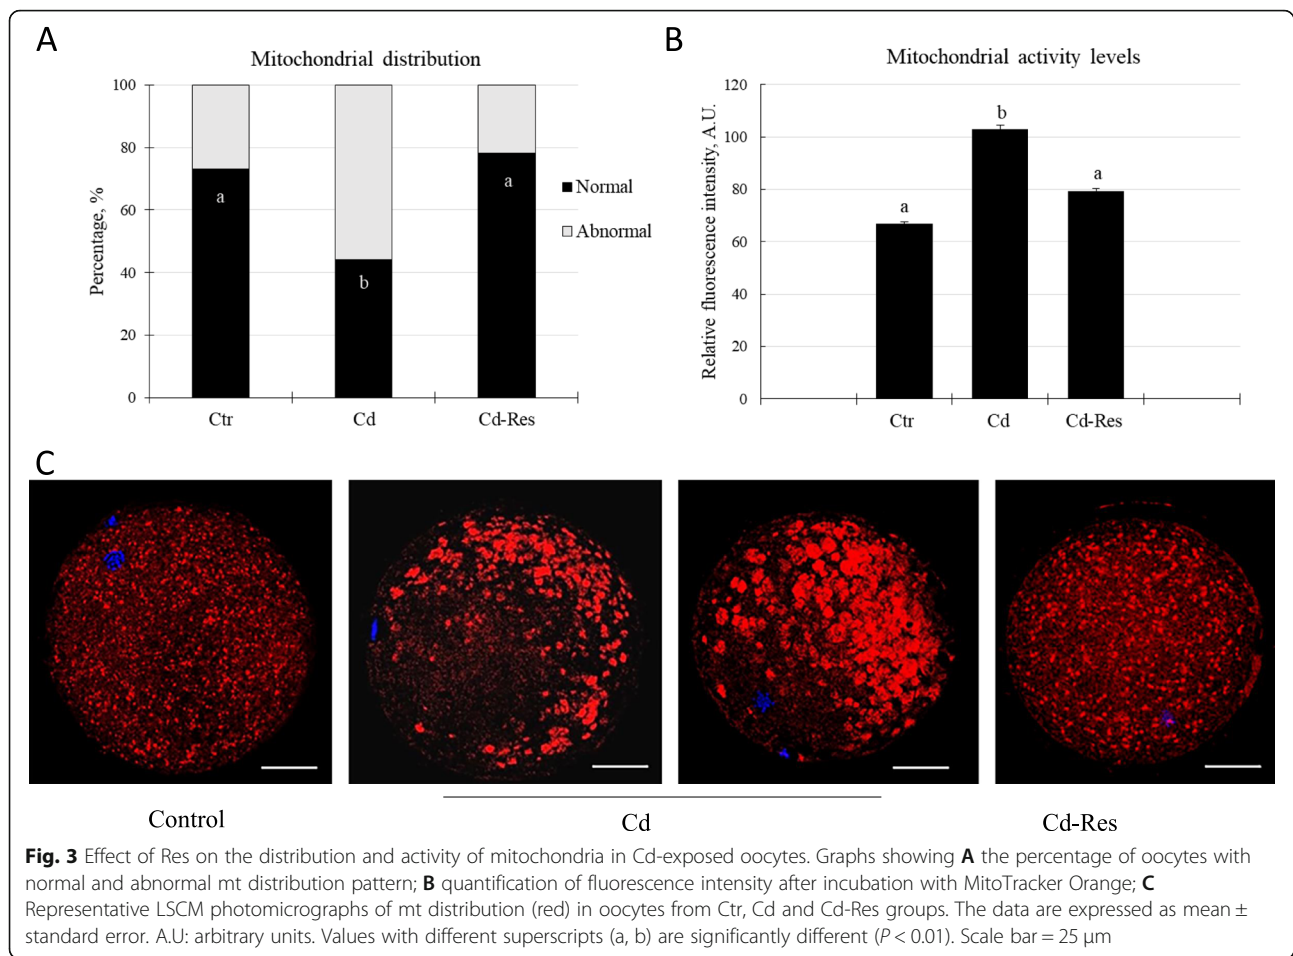 A
Mitochondrial distribution
Percentage, %
100
80
60
40
20
0
a
b
a
Ctr
Cd
Cd-Res
Normal
Abnormal
B
Mitochondrial activity levels
Relative fluorescence intensity, A.U.
120
100
80
60
40
20
0
a
b
a
Ctr
Cd
Cd-Res
C
Control
Cd
Cd-Res
Fig. 3 Effect of Res on the distribution and activity of mitochondria in Cd-exposed oocytes. Graphs showing A the percentage of oocytes with
normal and abnormal mt distribution pattern; B quantification of fluorescence intensity after incubation with MitoTracker Orange; C
Representative LSCM photomicrographs of mt distribution (red) in oocytes from Ctr, Cd and Cd-Res groups. The data are expressed as mean ±
standard error. A.U: arbitrary units. Values with different superscripts (a, b) are significantly different (P < 0.01). Scale bar = 25 μm